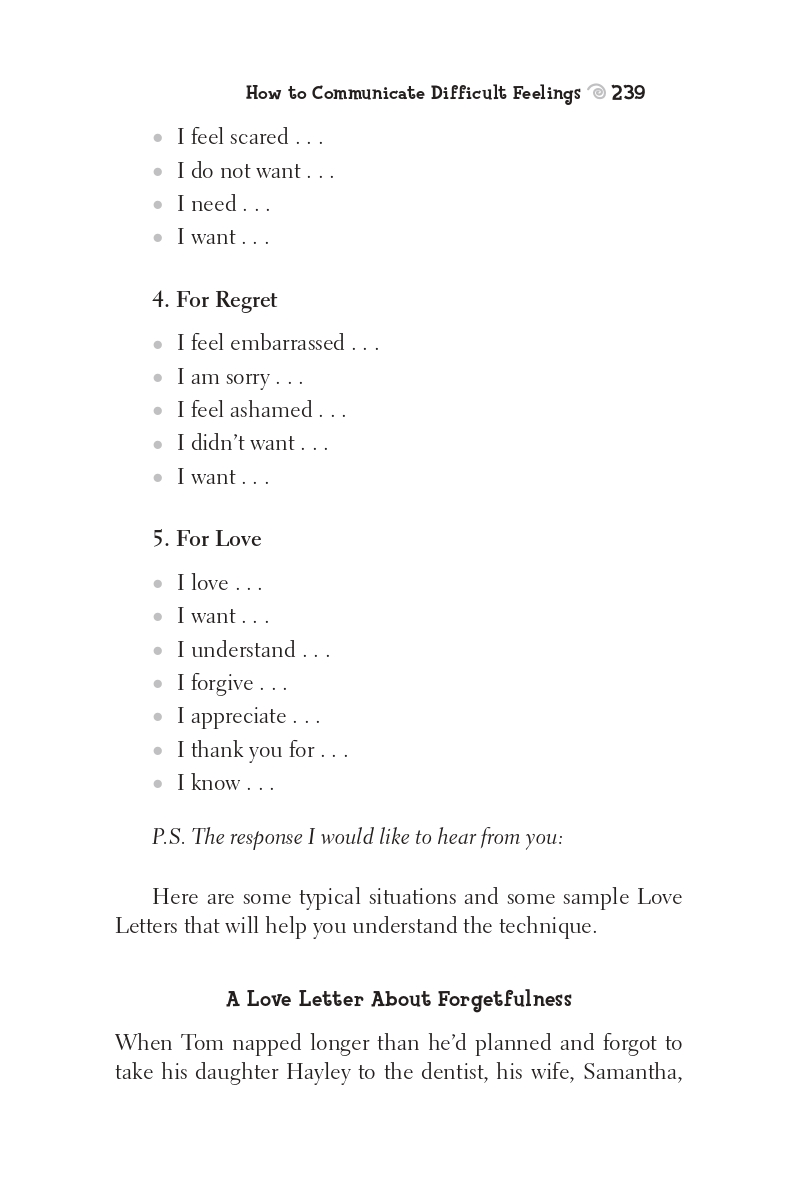 How to Communicate Difficult Feelings 239
• I feel scared . . .
• I do not want . . .
• I need . . .
• I want . . .
4. For Regret
• I feel embarrassed . . .
• I am sorry . . .
• I feel ashamed . . .
• I didn’t want . . .
• I want . . .
5. For Love
• I love . . .
• I want . . .
• I understand . . .
• I forgive . . .
• I appreciate . . .
• I thank you for . . .
• I know . . .
P.S. The response I would like to hear from you:
Here are some typical situations and some sample Love
Letters that will help you understand the technique.
A Love Letter About Forgetfulness
When Tom napped longer than he’d planned and forgot to
take his daughter Hayley to the dentist, his wife, Samantha,